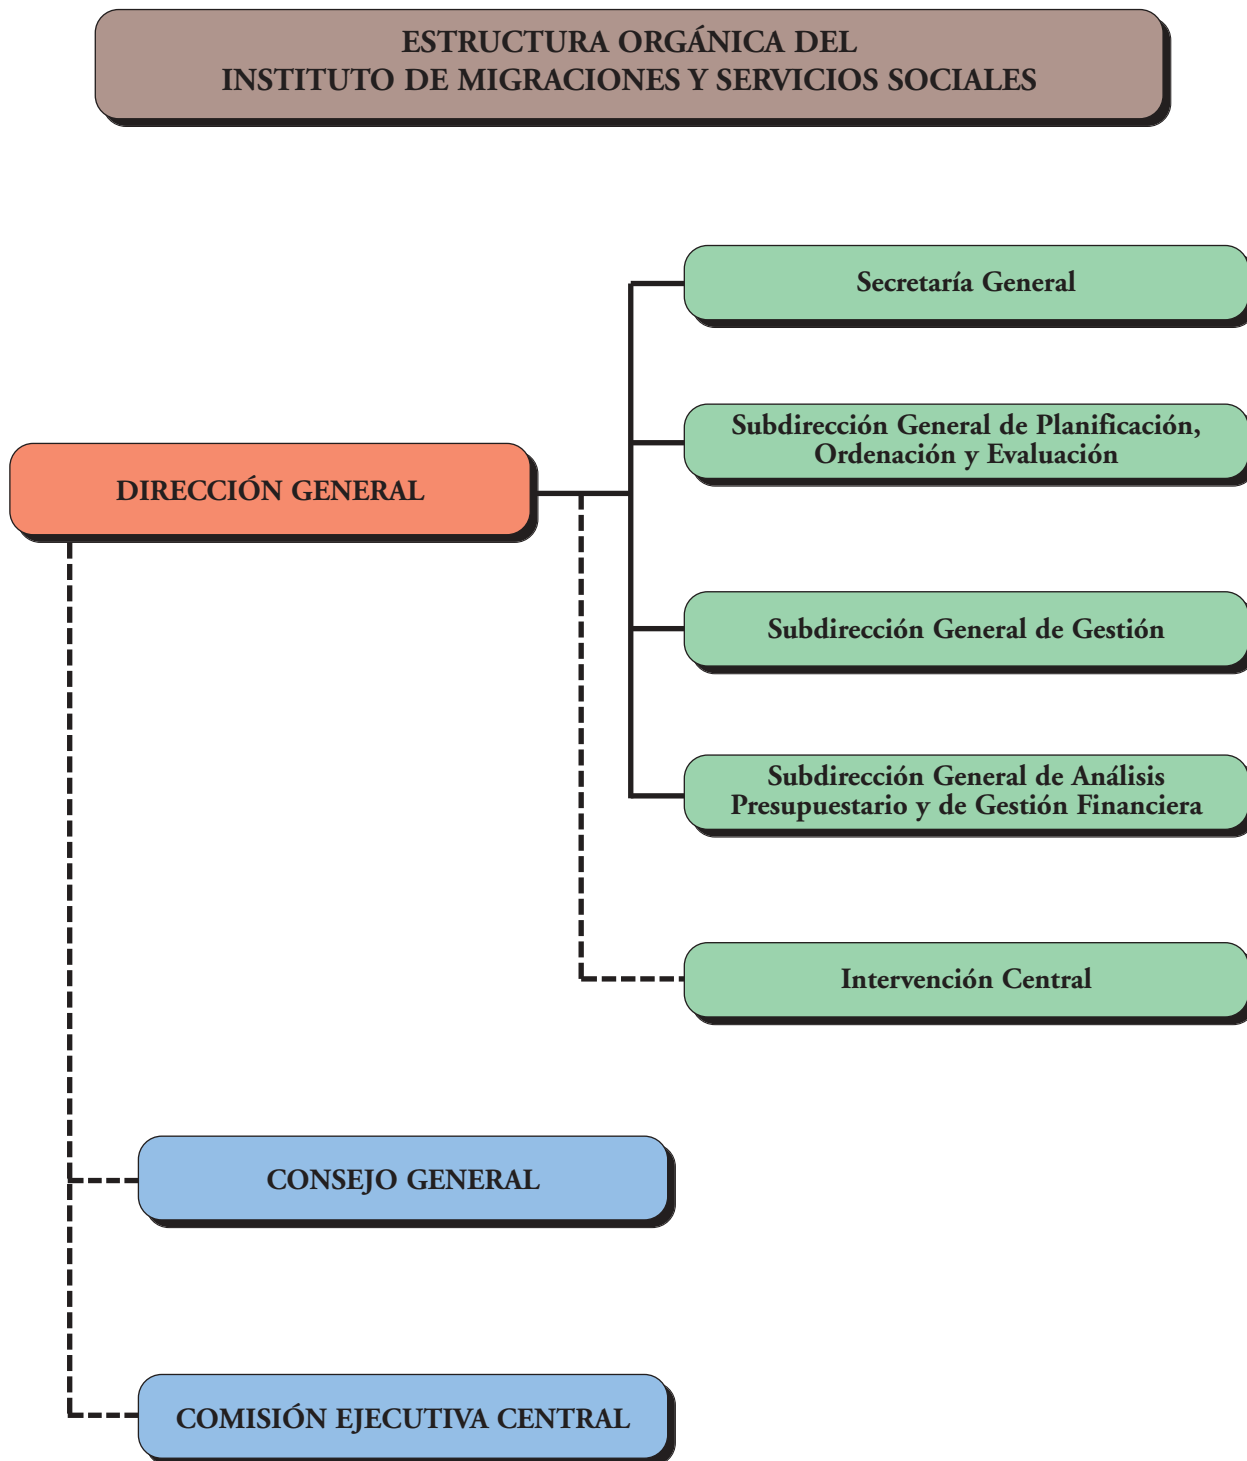 ESTRUCTURA ORGÁNICA DEL
INSTITUTO DE MIGRACIONES Y SERVICIOS SOCIALES
Secretaría General
Subdirección General de Planificación,
Ordenación y Evaluación
DIRECCIÓN GENERAL
Subdirección General de Gestión
Subdirección General de Análisis
Presupuestario y de Gestión Financiera
Intervención Central
CONSEJO GENERAL
COMISIÓN EJECUTIVA CENTRAL